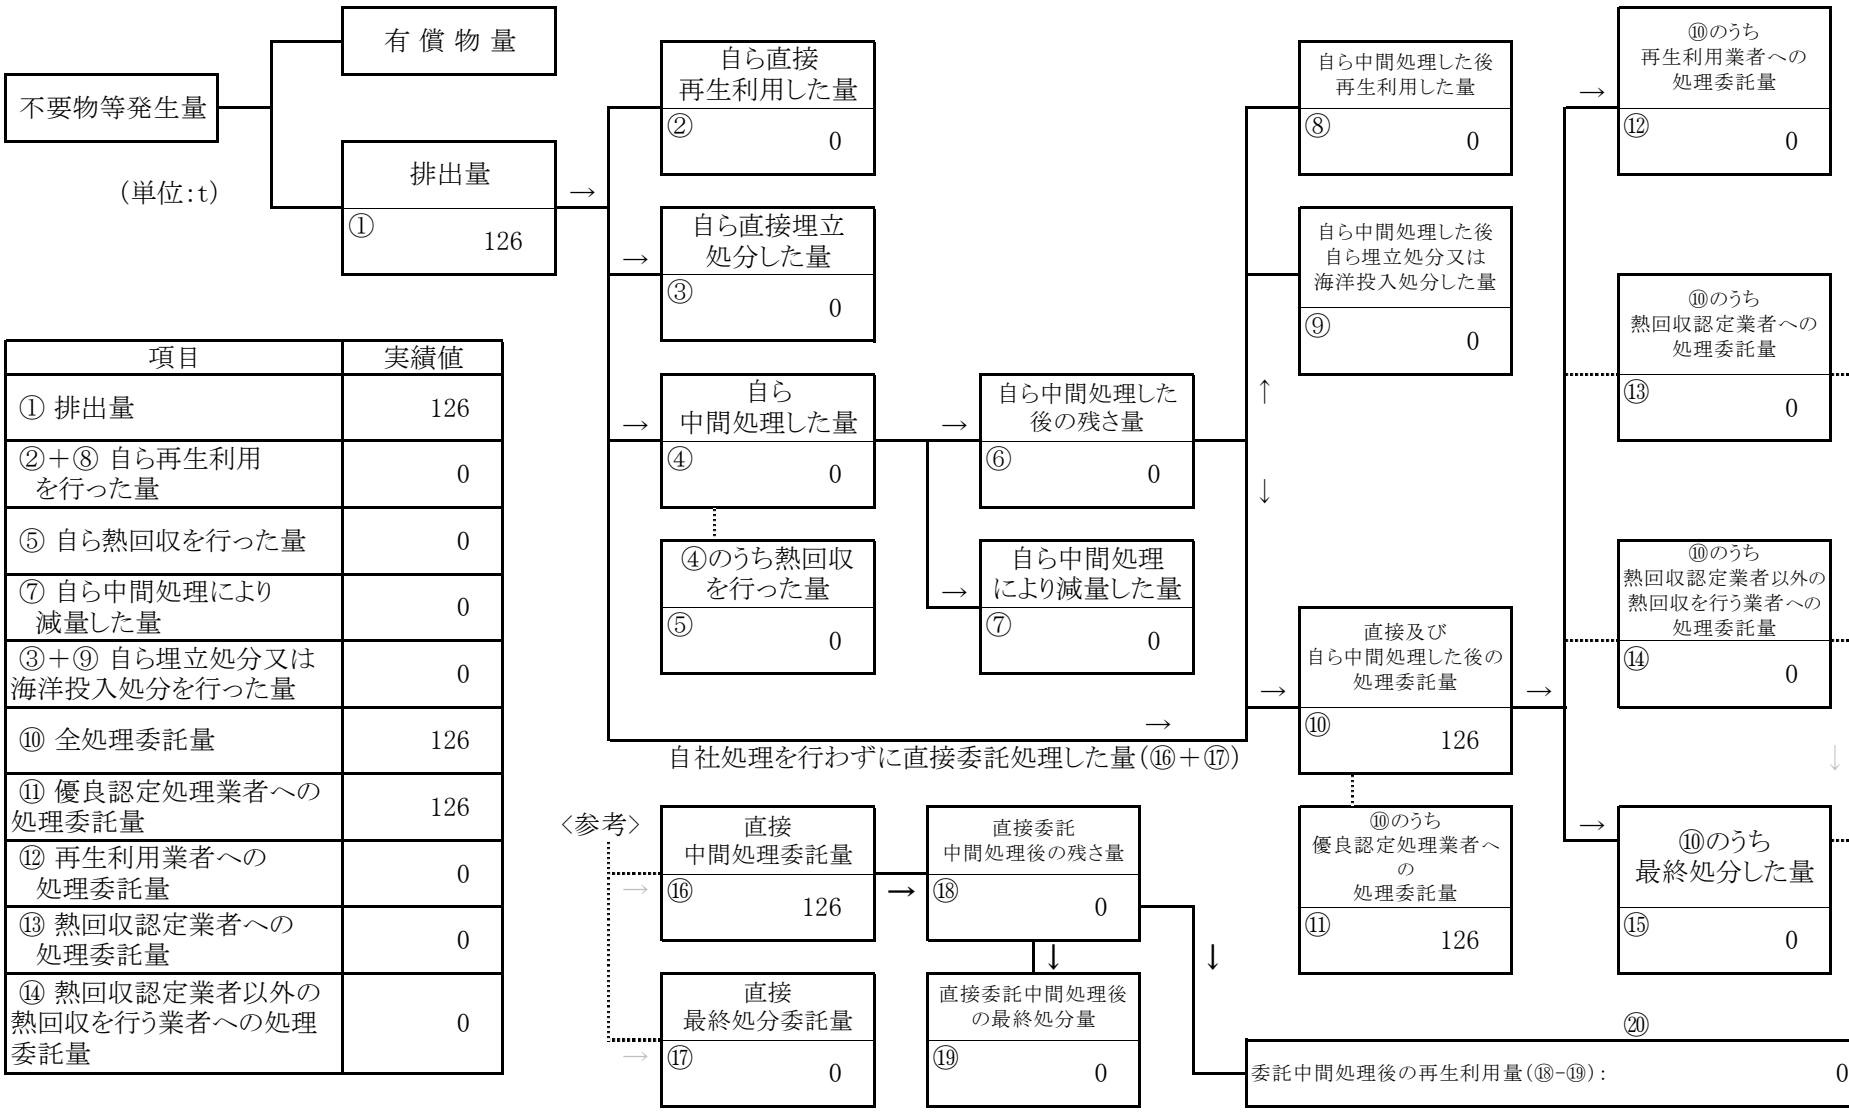 有償物量
不要物等発生量
(単位:t)
排出量
①
126
→
自ら直接
再生利用した量
②
0
→
自ら直接埋立
処分した量
③
0
→
自ら
中間処理した量
④
0
④のうち熱回収
を行った量
⑤
0
→
自ら中間処理した
後の残さ量
⑥
0
→
自ら中間処理
により減量した量
⑦
0
↑
↓
自ら中間処理した後
再生利用した量
⑧
0
自ら中間処理した後
自ら埋立処分又は
海洋投入処分した量
⑨
0
→
自社処理を行わずに直接委託処理した量(⑯+⑰)
→
直接及び
自ら中間処理した後の
処理委託量
⑩
126
⑩のうち
優良認定処理業者へ
の
処理委託量
⑪
126
→
→
⑩のうち
再生利用業者への
処理委託量
⑫
0
⑩のうち
熱回収認定業者への
処理委託量
⑬
0
⑩のうち
熱回収認定業者以外の
熱回収を行う業者への
処理委託量
⑭
0
↓
→
⑩のうち
最終処分した量
⑮
0
項目 実績値
① 排出量 126
②+⑧ 自ら再生利用
を行った量 0
⑤ 自ら熱回収を行った量 0
⑦ 自ら中間処理により
減量した量 0
③+⑨ 自ら埋立処分又は
海洋投入処分を行った量 0
⑩ 全処理委託量 126
⑪ 優良認定処理業者への
処理委託量 126
⑫ 再生利用業者への
処理委託量 0
⑬ 熱回収認定業者への
処理委託量 0
⑭ 熱回収認定業者以外の
熱回収を行う業者への処理
委託量 0
〈参考〉
→
直接
中間処理委託量
⑯
126
→
直接
最終処分委託量
⑰
0
→
直接委託
中間処理後の残さ量
⑱
0
↓
直接委託中間処理後
の最終処分量
⑲
0
↓
⑳
委託中間処理後の再生利用量(⑱-⑲): 0